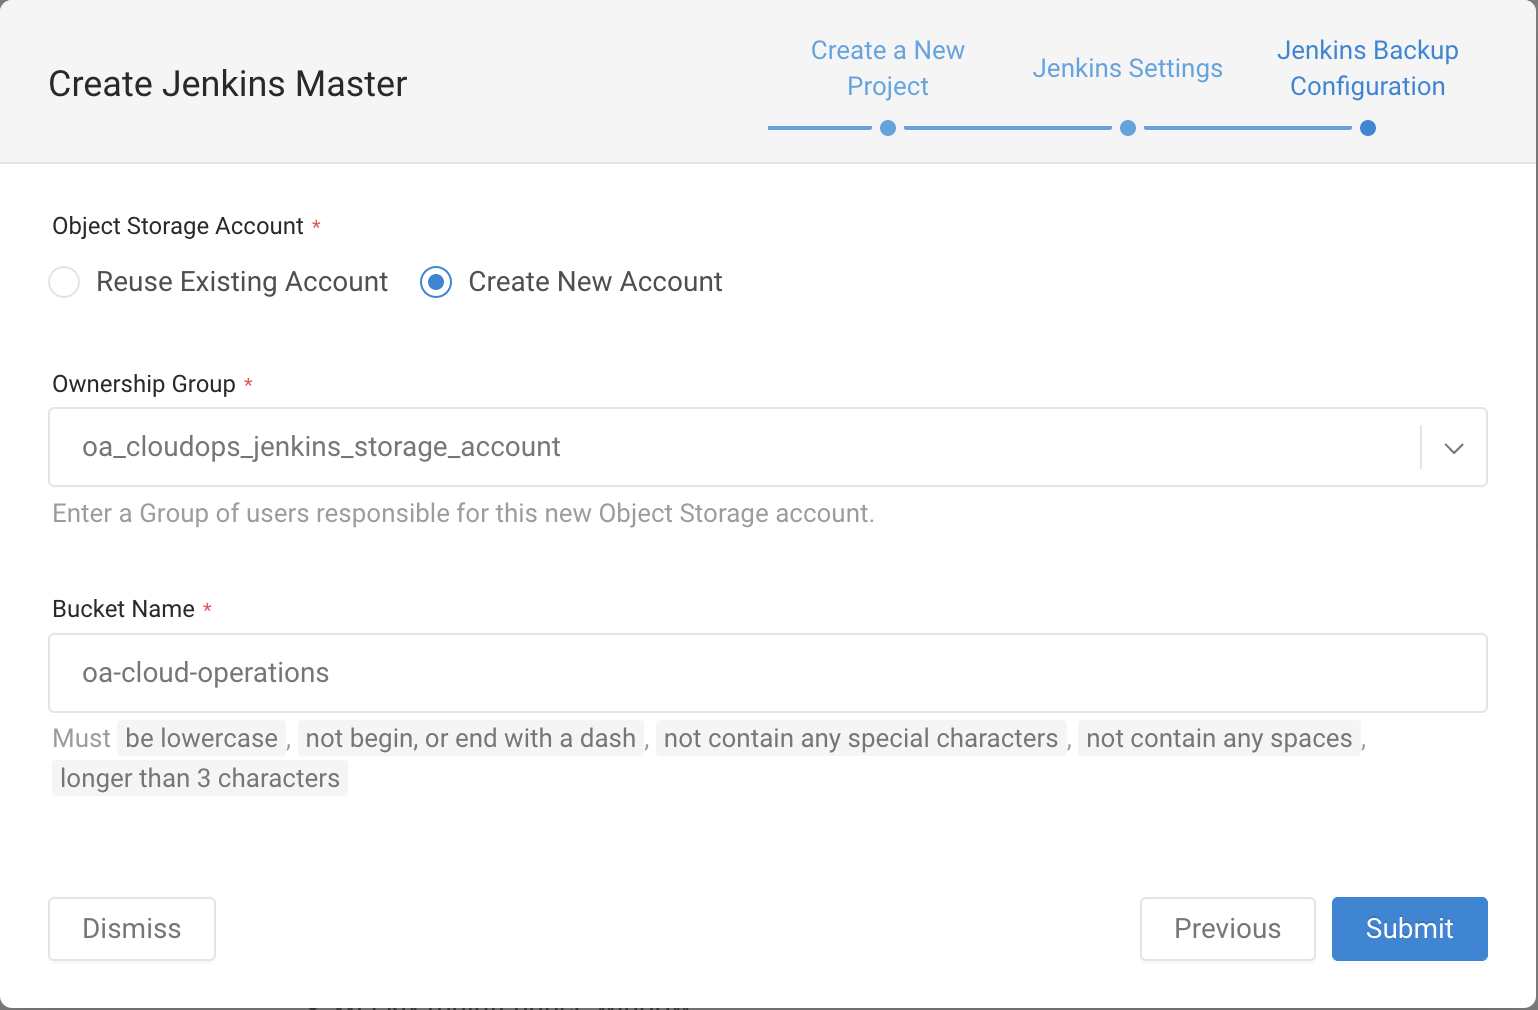 Create Jenkins Master
Create a New
Project
Jenkins Settings
Jenkins Backup
Configuration
Object Storage Account *
Reuse Existing Account
Create New Account
Ownership Group *
oa_cloudops_jenkins_storage_account
Enter a Group of users responsible for this new Object Storage account.
Bucket Name *
oa-cloud-operations
Must be lowercase, not begin, or end with a dash, not contain any special characters, not contain any spaces,
longer than 3 characters
Dismiss
Previous
Submit